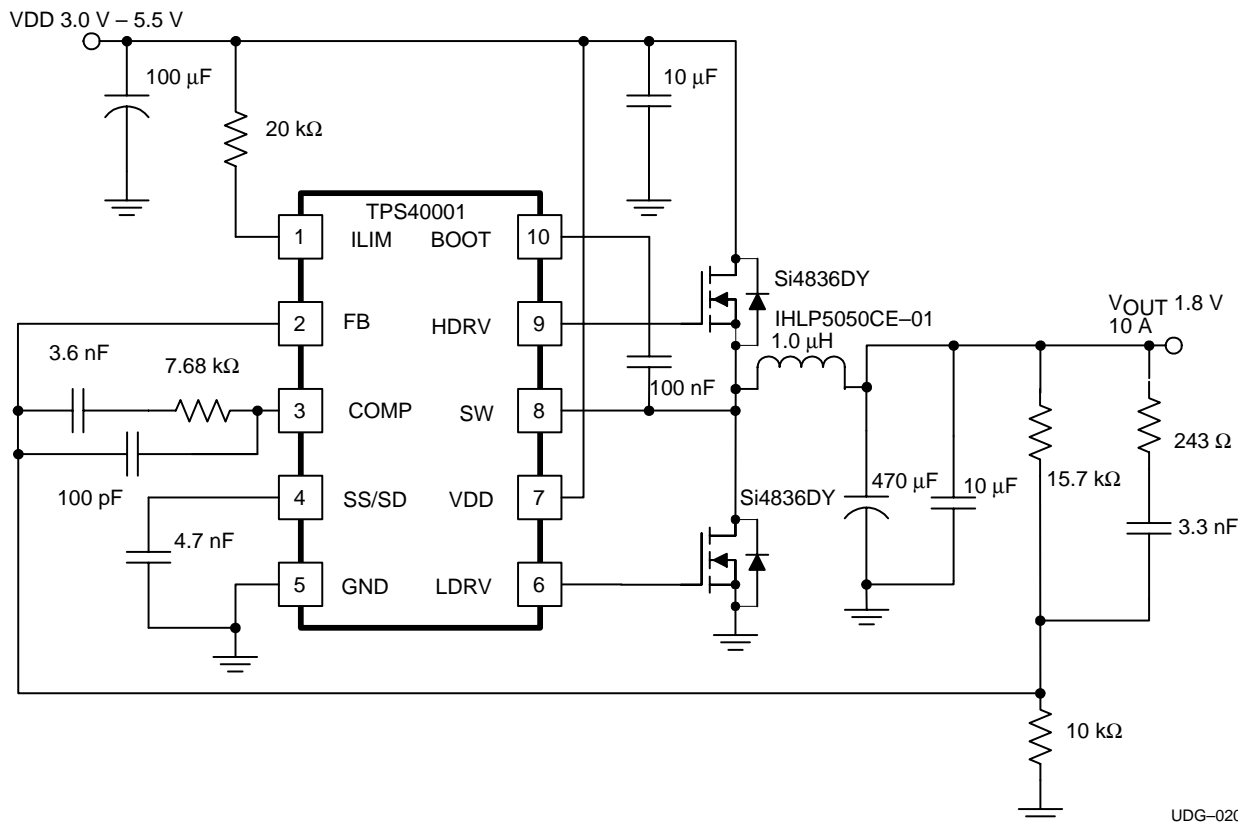 VDD 3.0 V – 5.5 V
100 μF
10 μF
20 kΩ
TPS40001
1
ILIM
BOOT
10
Si4836DY
2
FB
HDRV
9
IHLP5050CE–01
1.0 μH
VOUT 1.8 V
10 A
3.6 nF
7.68 kΩ
100 nF
3
COMP
SW
8
243 Ω
100 pF
4
SS/SD
VDD
7
Si4836DY
470 μF
10 μF
15.7 kΩ
4.7 nF
3.3 nF
5
GND
LDRV
6
10 kΩ
UDG–020